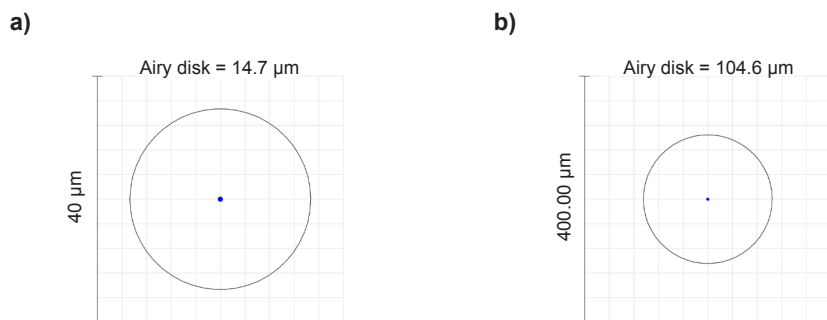 a)
Airy disk = 14.7 µm
40 µm
b)
Airy disk = 104.6 µm
400.00 µm